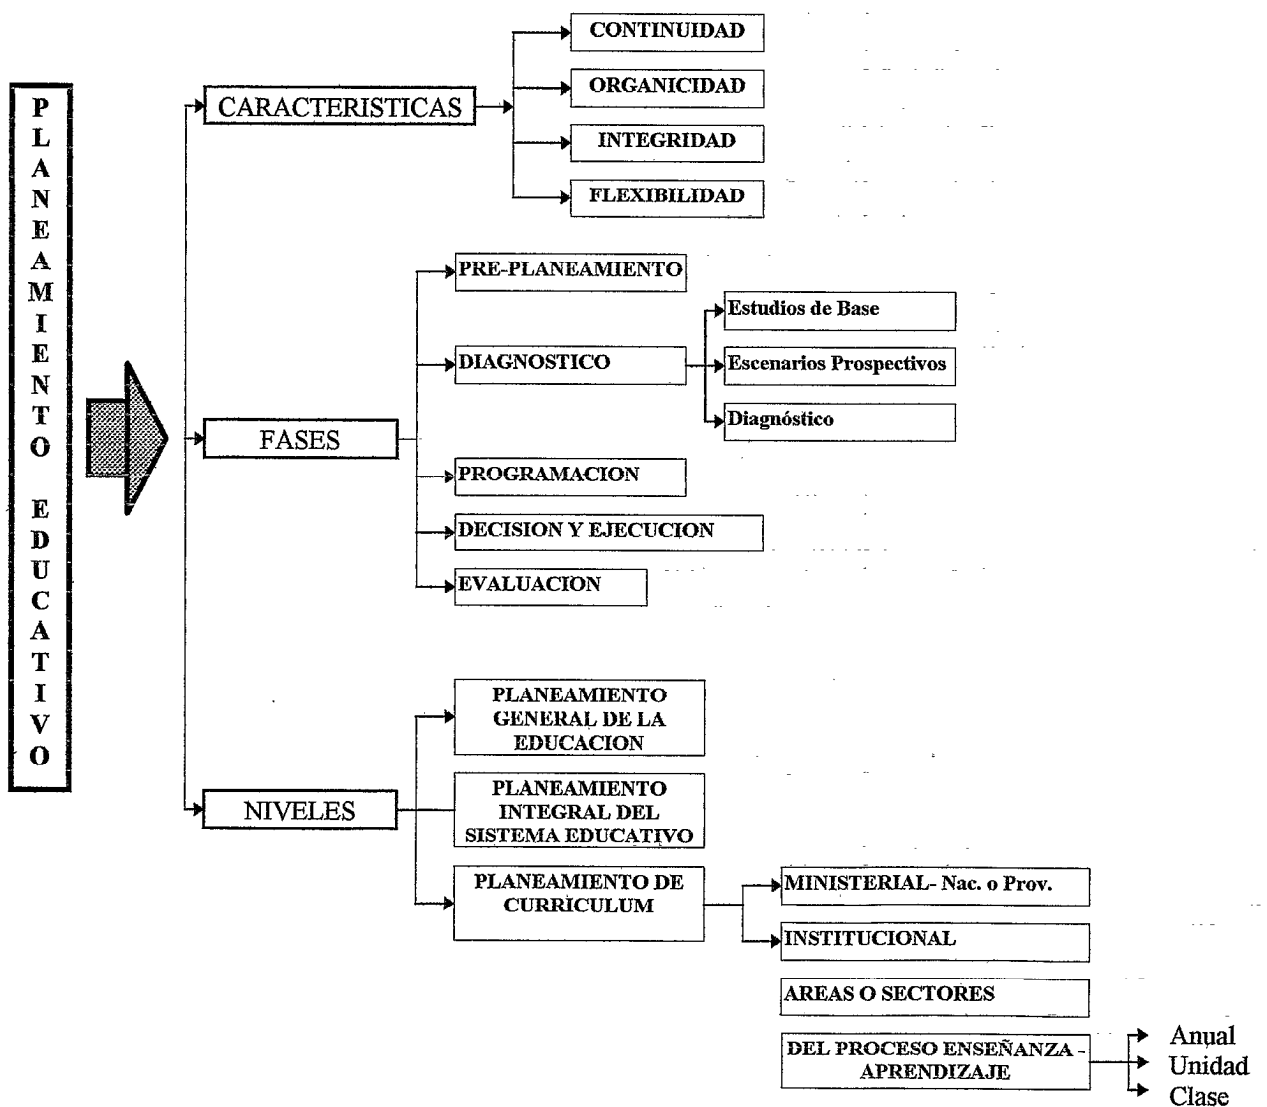 PLANEAMIENTO EDUCATIVO
CARACTERISTICAS
CONTINUIDAD
ORGANICIDAD
INTEGRIDAD
FLEXIBILIDAD
FASES
PRE-PLANEAMIENTO
DIAGNOSTICO
Estudios de Base
Escenarios Prospectivos
Diagnóstico
PROGRAMACION
DECISION Y EJECUCION
EVALUACION
NIVELES
PLANEAMIENTO
GENERAL DE LA
EDUCACION
PLANEAMIENTO
INTEGRAL DEL
SISTEMA EDUCATIVO
PLANEAMIENTO DE
CURRICULUM
MINISTERIAL- Nac. o Prov.
INSTITUCIONAL
AREAS O SECTORES
DEL PROCESO ENSEÑANZA -
APRENDIZAJE
Anual
Unidad
Clase